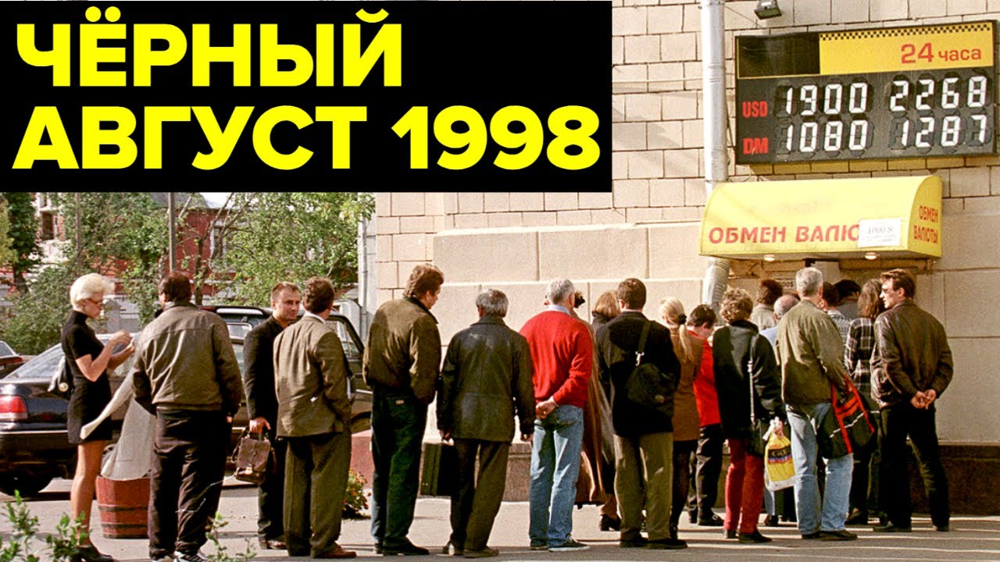 ЧЁРНЫЙ
АВГУСТ 1998
24 часа
USD 1900 2268
DM 1080 1287
ОБМЕН ВАЛЮ
ОБМЕН
ВАЛЮТЫ